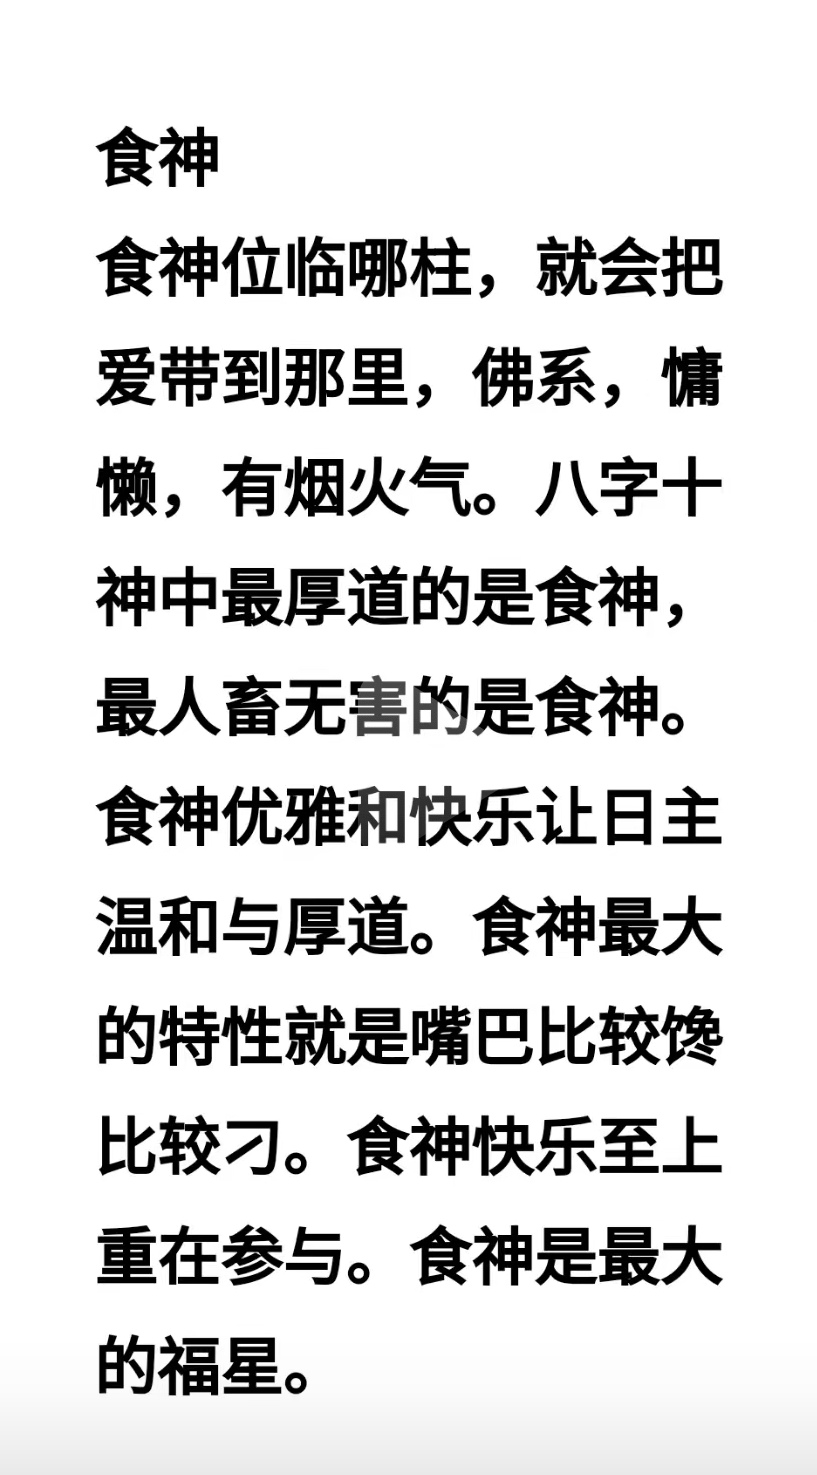 食神
食神位临哪柱，就会把
爱带到那里，佛系，慵
懒，有烟火气。八字十
神中最厚道的是食神，
最人畜无害的是食神。
食神优雅和快乐让日主
温和与厚道。食神最大
的特性就是嘴巴比较馋
比较刁。食神快乐至上
重在参与。食神是最大
的福星。